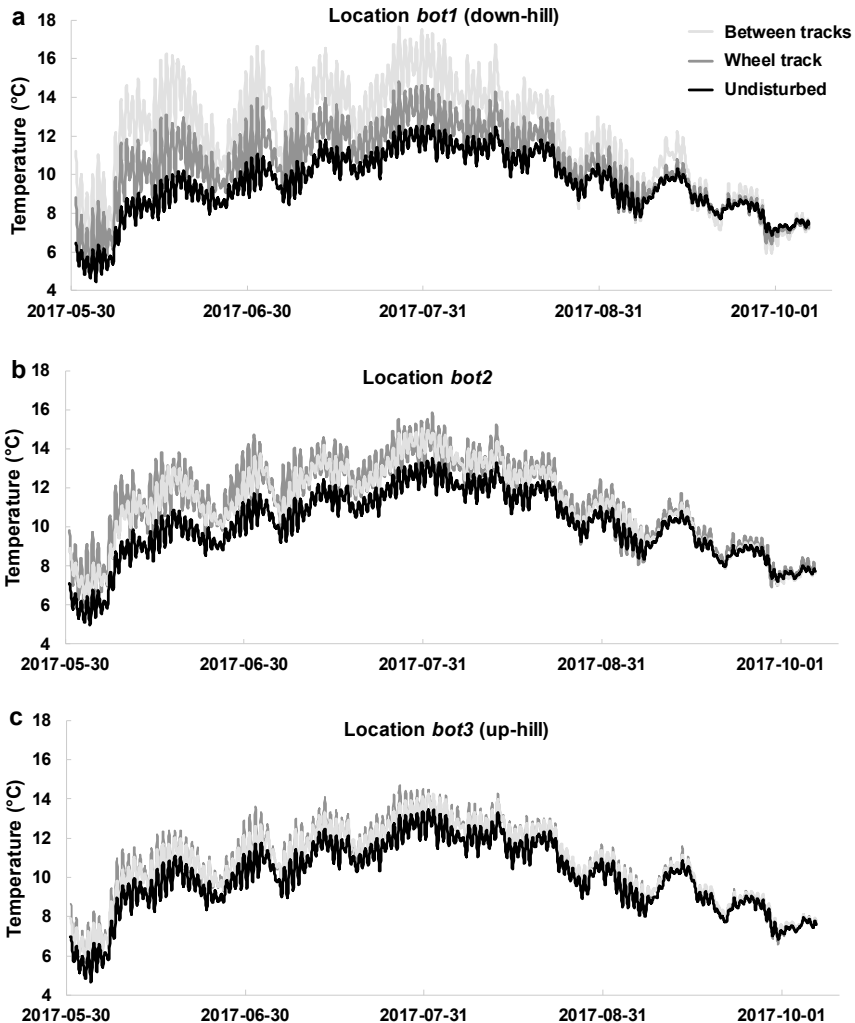 a
Location bot1 (down-hill)
Between tracks
Wheel track
Undisturbed
Temperature (°C)
18
16
14
12
10
8
6
4
2017-05-30 2017-06-30 2017-07-31 2017-08-31 2017-10-01
b
Location bot2
Temperature (°C)
18
16
14
12
10
8
6
4
2017-05-30 2017-06-30 2017-07-31 2017-08-31 2017-10-01
c
Location bot3 (up-hill)
Temperature (°C)
18
16
14
12
10
8
6
4
2017-05-30 2017-06-30 2017-07-31 2017-08-31 2017-10-01